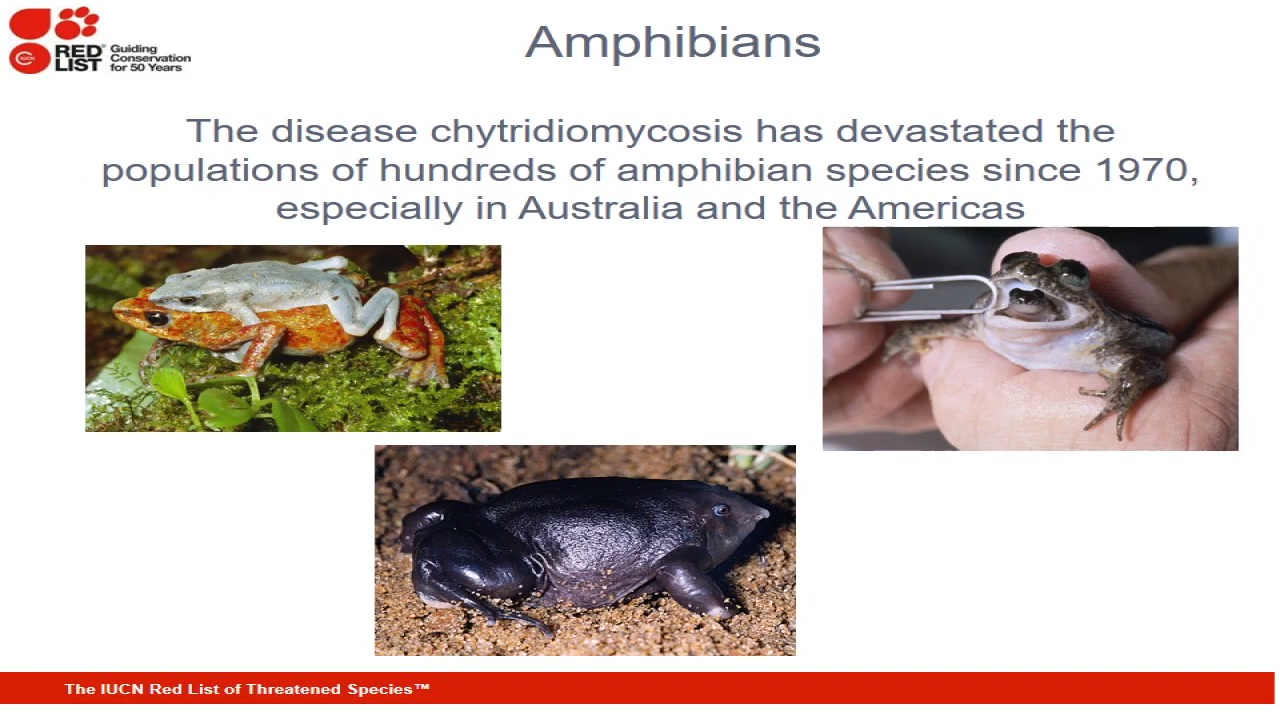 RED
LIST
Guiding
Conservation
for 50 Years
IUCN
Amphibians
The disease chytridiomycosis has devastated the
populations of hundreds of amphibian species since 1970,
especially in Australia and the Americas
The IUCN Red List of Threatened Species™